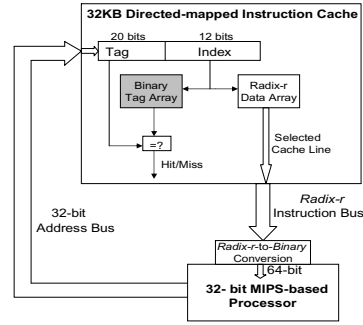 32KB Directed-mapped Instruction Cache
20 bits
12 bits
Tag
Index
Binary
Tag Array
Radix-r
Data Array
=?
Hit/Miss
Selected
Cache Line
32-bit
Address Bus
Radix-r
Instruction Bus
Radix-r-to-Binary
Conversion
64-bit
32- bit MIPS-based
Processor